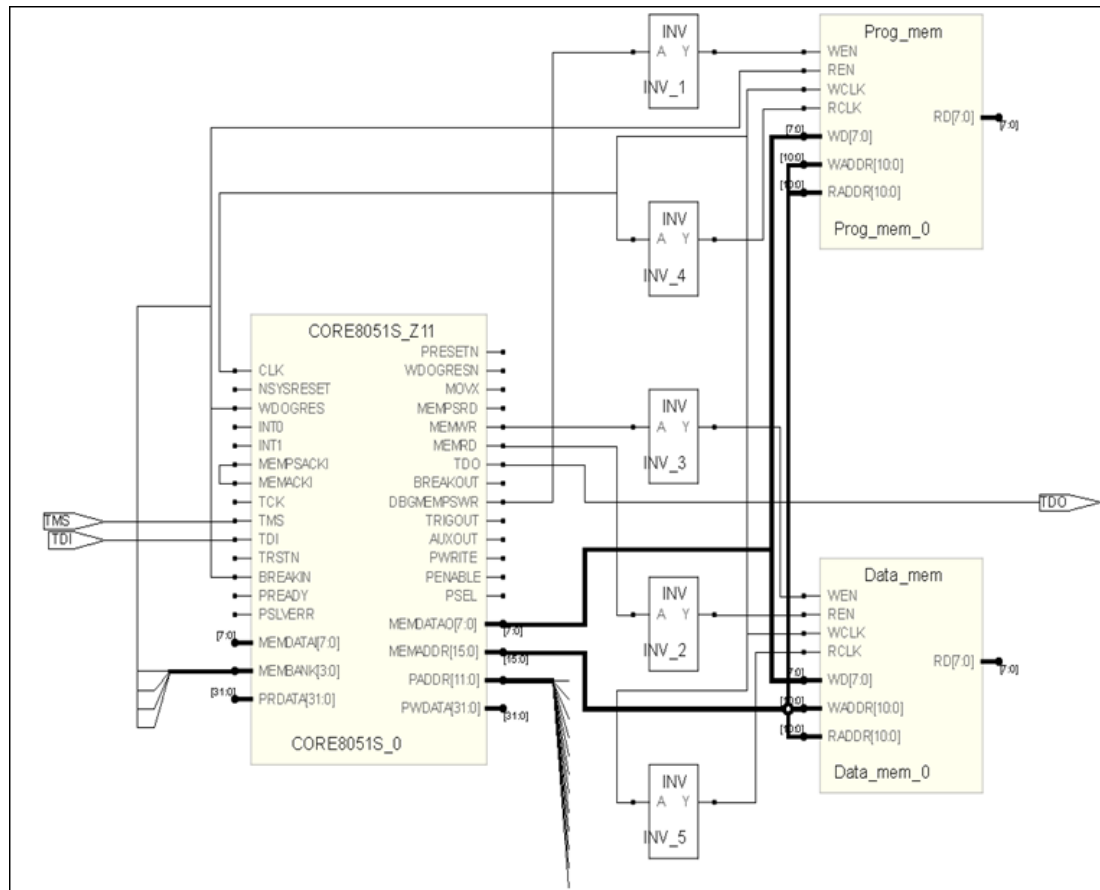 INV
A Y
INV_1
Prog_mem
WEN
REN
WCLK
RCLK
RD[7:0]
[7:0]
[7:0]
WD[7:0]
[10:0]
WADDR[10:0]
[10:0]
RADDR[10:0]
Prog_mem_0
INV
A Y
INV_4
CORE8051S_Z11
PRESETN
CLK
WDOGRESN
NSYSRESET
MOVX
WDOGRES
MEMPSRD
INT0
MEMWR
INT1
MEMRD
MEMPSACKI
TDO
MEMACKI
BREAKOUT
TCK
DBGMEMPSWR
TMS
TMS
TRIGOUT
TDI
TDI
AUXOUT
TRSTN
PWRITE
BREAKIN
PENABLE
PREADY
PSEL
PSLVERR
MEMDATAO[7:0]
[7:0]
[7:0]
MEMDATAI[7:0]
MEMADDR[15:0]
[15:0]
MEMBANK[3:0]
PADDR[11:0]
[31:0]
PRDATA[31:0]
PWDATA[31:0]
[31:0]
CORE8051S_0
INV
A Y
INV_3
TDO
INV
A Y
INV_2
Data_mem
WEN
REN
WCLK
RCLK
RD[7:0]
[7:0]
[7:0]
WD[7:0]
[10:0]
WADDR[10:0]
[10:0]
RADDR[10:0]
Data_mem_0
INV
A Y
INV_5